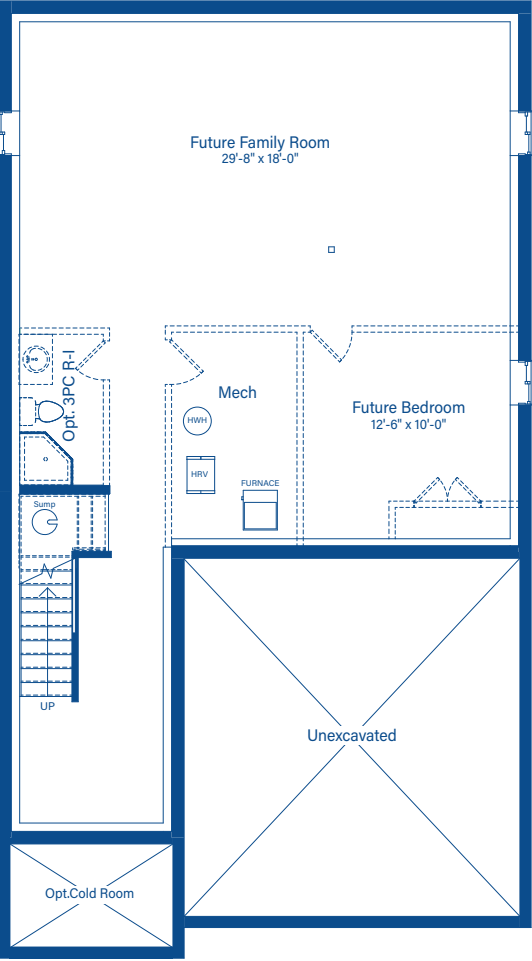 Future Family Room
29'-8" x 18'-0"
Opt. 3PC R-I
Mech
HWH
Future Bedroom
12'-6" x 10'-0"
HRV
FURNACE
Sump
UP
Unexcavated
Opt.Cold Room